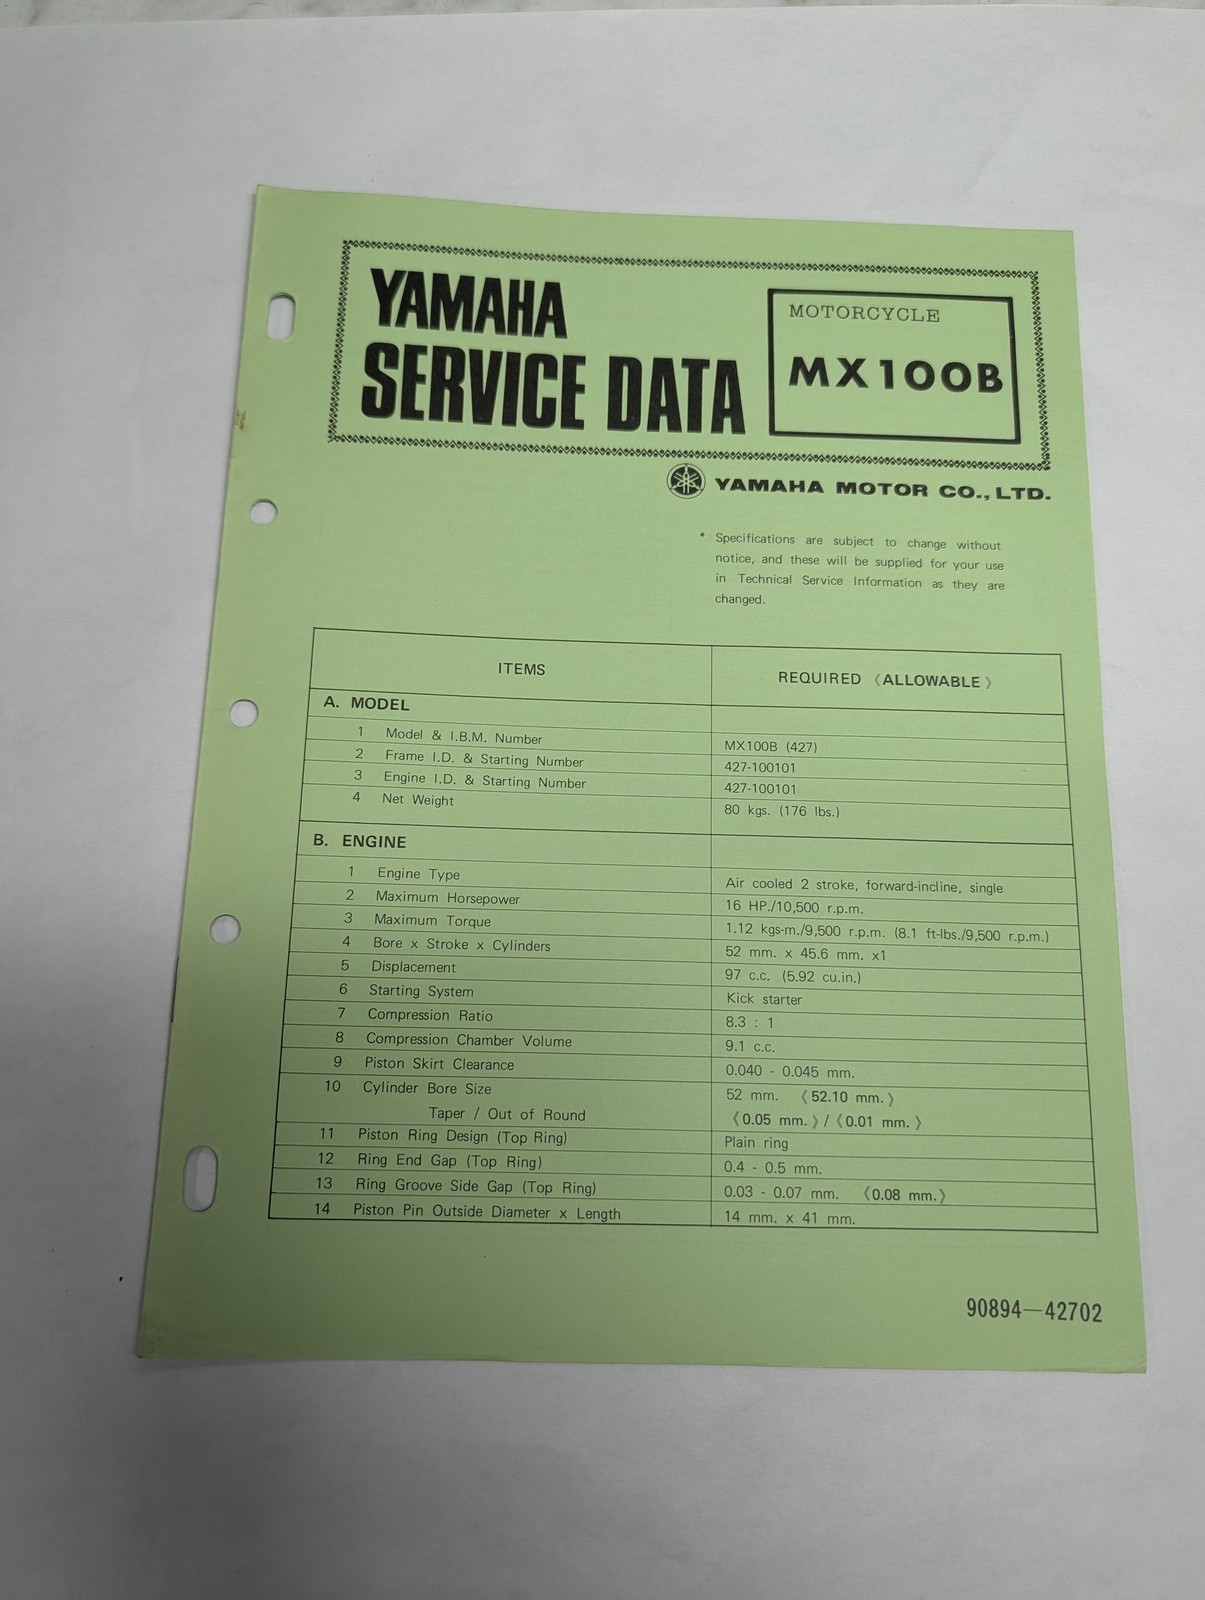 YAMAHA
SERVICE DATA
MOTORCYCLE
MX100B
YAMAHA MOTOR CO., LTD.
* Specifications are subject to change without
notice, and these will be supplied for your use
in Technical Service Information as they are
changed.
ITEMS REQUIRED 《ALLOWABLE》
A. MODEL
1 Model & I.B.M. Number MX100B (427)
2 Frame I.D. & Starting Number 427-100101
3 Engine I.D. & Starting Number 427-100101
4 Net Weight 80 kgs. (176 lbs.)
B. ENGINE
1 Engine Type Air cooled 2 stroke, forward-incline, single
2 Maximum Horsepower 16 HP./10,500 r.p.m.
3 Maximum Torque 1.12 kgs-m./9,500 r.p.m. (8.1 ft-lbs./9,500 r.p.m.)
4 Bore x Stroke x Cylinders 52 mm. x 45.6 mm. x1
5 Displacement 97 c.c. (5.92 cu.in.)
6 Starting System Kick starter
7 Compression Ratio 8.3 : 1
8 Compression Chamber Volume 9.1 c.c.
9 Piston Skirt Clearance 0.040 - 0.045 mm.
10 Cylinder Bore Size 52 mm. 《52.10 mm.》
Taper / Out of Round 《0.05 mm.》/《0.01 mm.》
11 Piston Ring Design (Top Ring) Plain ring
12 Ring End Gap (Top Ring) 0.4 - 0.5 mm.
13 Ring Groove Side Gap (Top Ring) 0.03 - 0.07 mm. 《0.08 mm.》
14 Piston Pin Outside Diameter x Length 14 mm. x 41 mm.
90894-42702